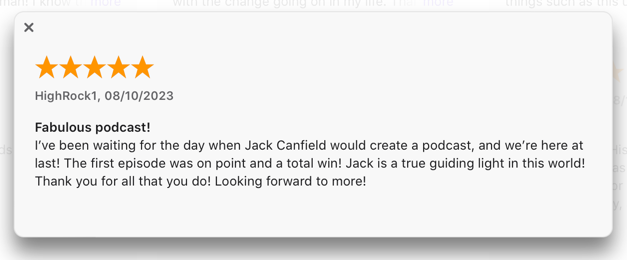 man! I know
more
with the change going on in my life.
more
things such as this
×
HighRock1, 08/10/2023
Fabulous podcast!
I've been waiting for the day when Jack Canfield would create a podcast, and we're here at
last! The first episode was on point and a total win! Jack is a true guiding light in this world!
Thank you for all that you do! Looking forward to more!